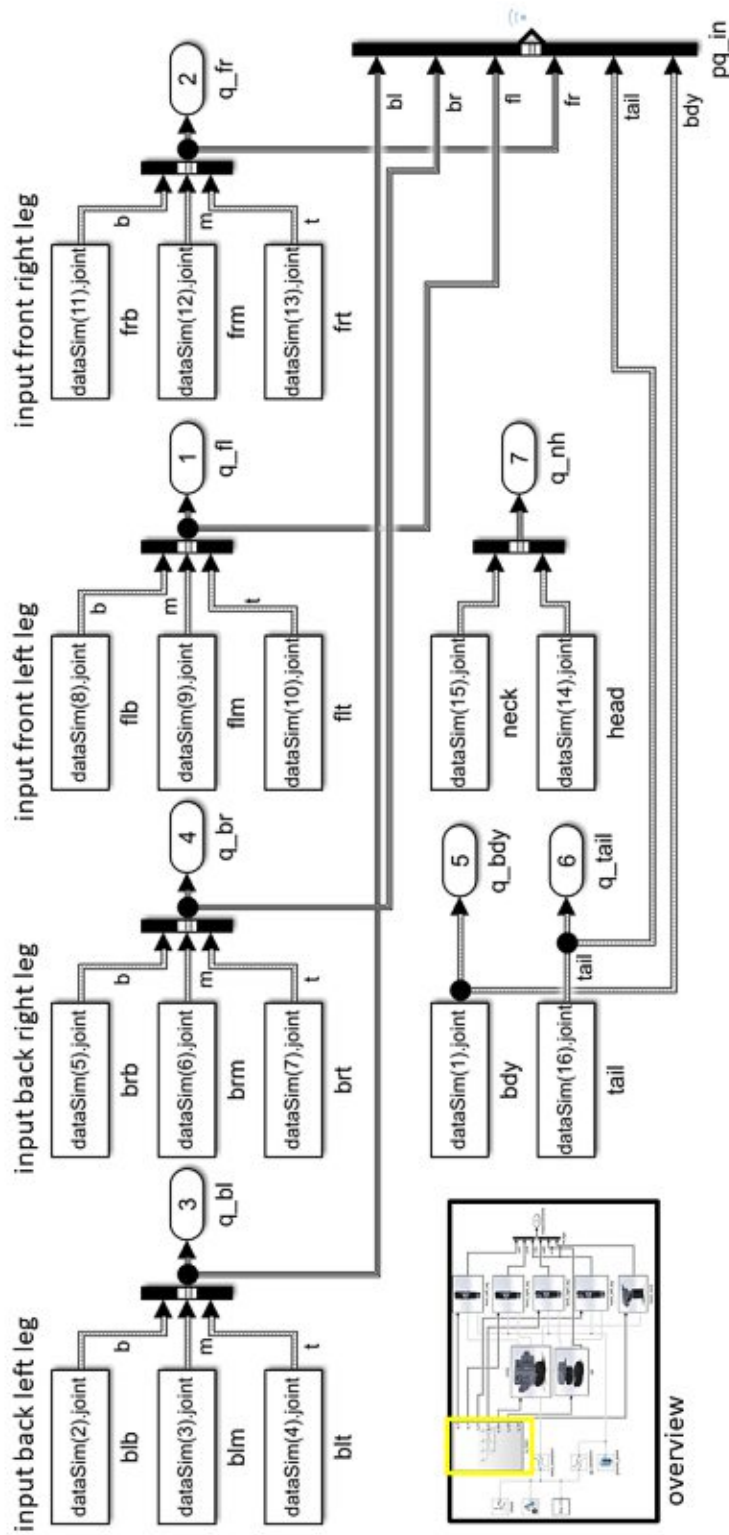 input back left leg
dataSim(2).joint
blb
b
dataSim(3).joint
blm
m
dataSim(4).joint
blt
t
3
q_bl
input back right leg
dataSim(5).joint
brb
b
dataSim(6).joint
brm
m
dataSim(7).joint
brt
t
4
q_br
input front left leg
dataSim(8).joint
flb
b
dataSim(9).joint
flm
m
dataSim(10).joint
flt
t
1
q_fl
input front right leg
dataSim(11).joint
frb
b
dataSim(12).joint
frm
m
dataSim(13).joint
frt
t
2
q_fr
overview
dataSim(1).joint
bdy
5
q_bdy
dataSim(16).joint
tail
tail
6
q_tail
dataSim(15).joint
neck
dataSim(14).joint
head
7
q_nh
bl
br
fl
fr
tail
bdy
pq_in